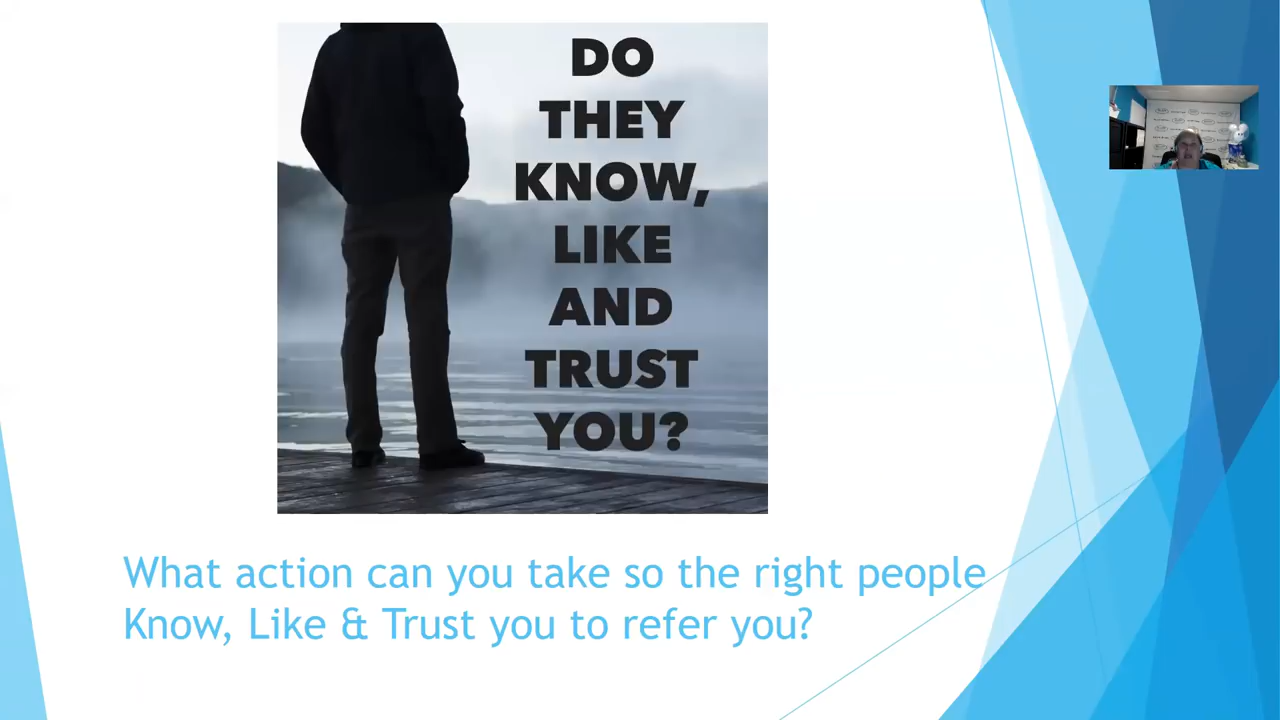 DO
THEY
KNOW,
LIKE
AND
TRUST
YOU?
What action can you take so the right people
Know, Like & Trust you to refer you?